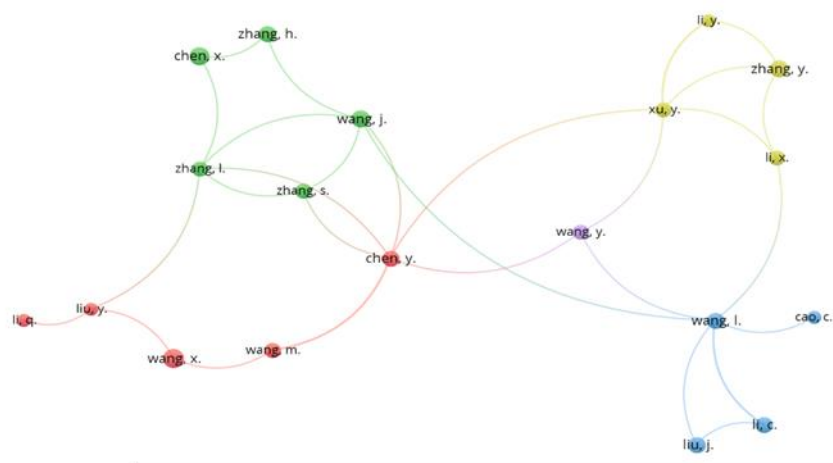 li, y.
zhang, h.
chen, x.
zhang, y.
xu, y.
wang, j.
li, x.
zhang, l.
zhang, s.
wang, y.
chen, y.
liu, y.
li, q.
wang, l.
cao, c.
wang, m.
wang, x.
li, c.
liu, j.